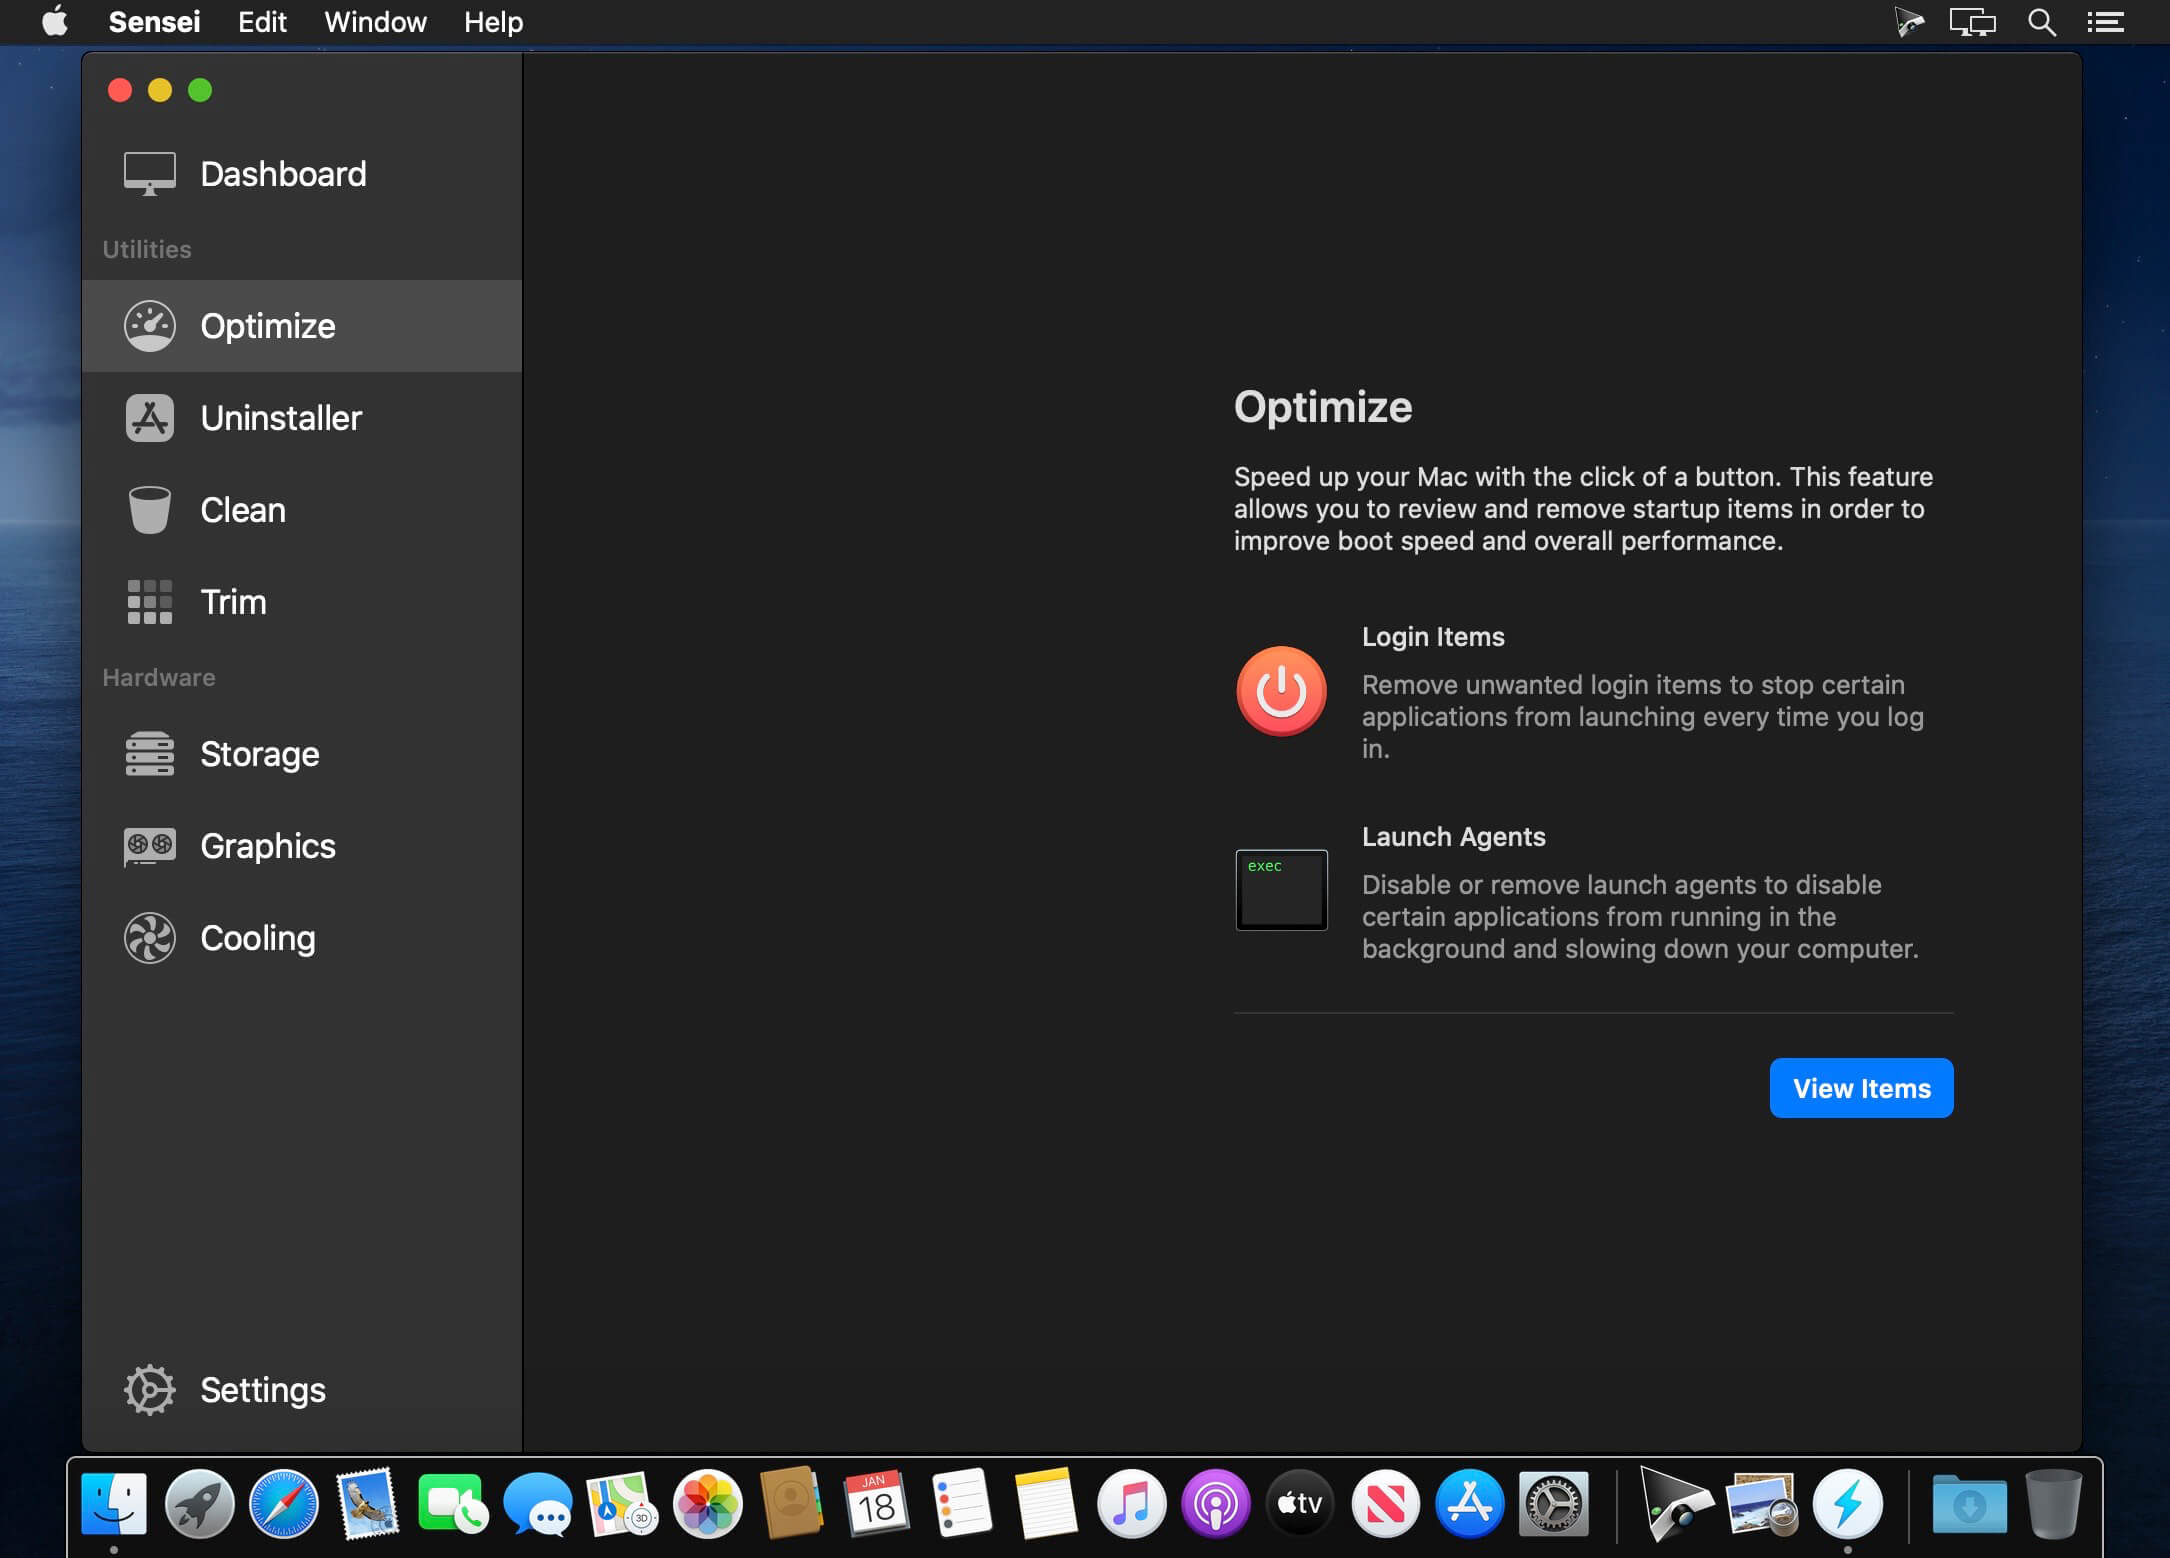 Sensei Edit Window Help
Dashboard
Utilities
Optimize
Uninstaller
Clean
Trim
Hardware
Storage
Graphics
Cooling
Settings
Optimize
Speed up your Mac with the click of a button. This feature
allows you to review and remove startup items in order to
improve boot speed and overall performance.
Login Items
Remove unwanted login items to stop certain
applications from launching every time you log
in.
exec
Launch Agents
Disable or remove launch agents to disable
certain applications from running in the
background and slowing down your computer.
View Items
3D
JAN
18
tv